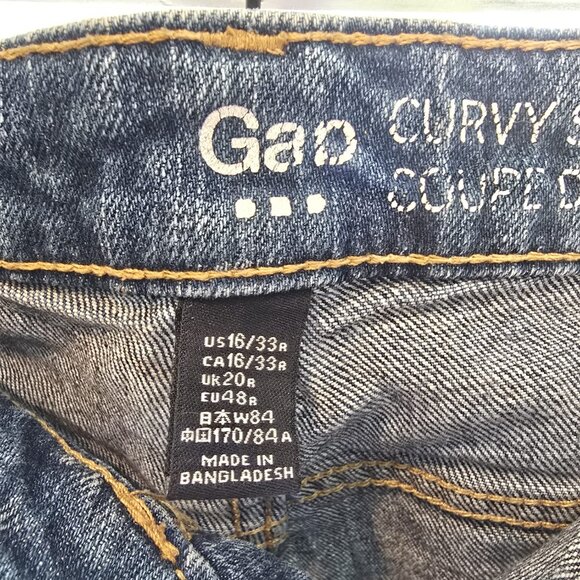 Gap
CURVY
COUPE
US16/33R
CA16/33R
UK20R
EU48R
日本W84
中国170/84A
MADE IN
BANGLADESH